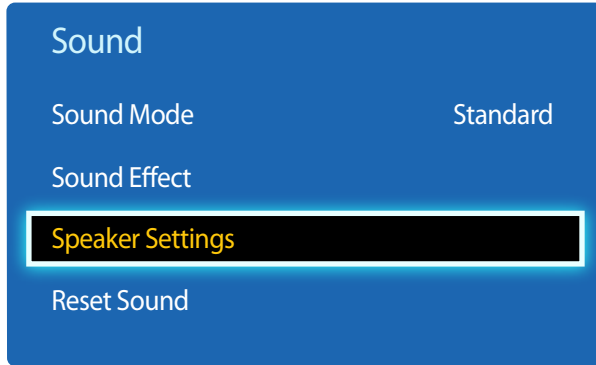 Sound
Sound Mode Standard
Sound Effect
Speaker Settings
Reset Sound